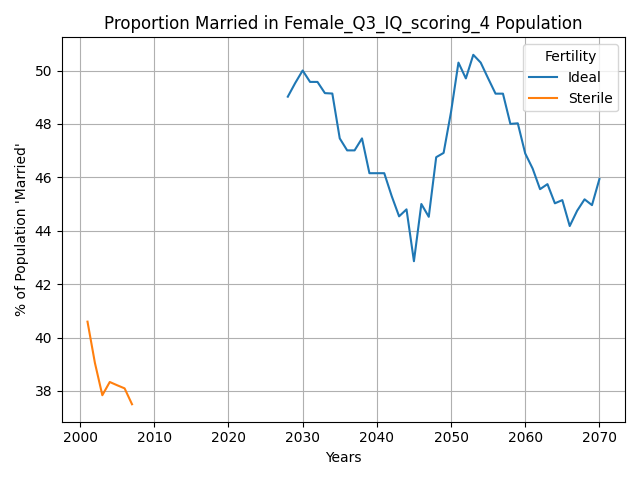 Proportion Married in Female_Q3_IQ_scoring_4 Population
% of Population 'Married'
50
48
46
44
42
40
38
Fertility
Ideal
Sterile
2000 2010 2020 2030 2040 2050 2060 2070
Years